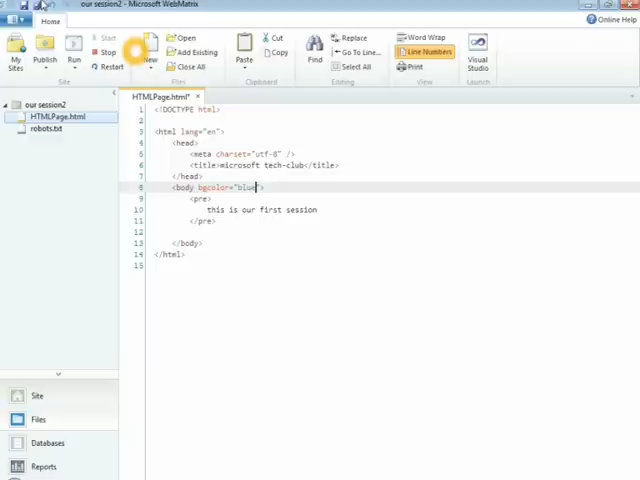 our session2 - Microsoft WebMatrix
Home
Online Help
My Sites
Publish
Run
Start
Stop
Restart
Site
New
Open
Add Existing
Close All
Files
Paste
Cut
Copy
Clipboard
Find
Replace
Go To Line...
Select All
Editing
Word Wrap
Line Numbers
Print
View
Visual Studio
Launch
our session2
HTMLPage.html
robots.txt
HTMLPage.html* ×
1 <!DOCTYPE html>
2
3 <html lang="en">
4 <head>
5 <meta charset="utf-8" />
6 <title>microsoft tech-club</title>
7 </head>
8 <body bgcolor="blue">
9 <pre>
10 this is our first session
11 </pre>
12
13 </body>
14 </html>
15
Site
Files
Databases
Reports